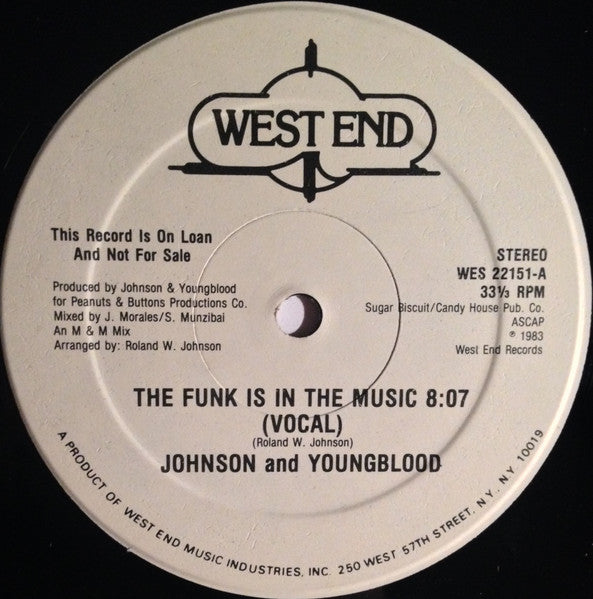 WEST END
This Record Is On Loan
And Not For Sale
Produced by Johnson & Youngblood
for Peanuts & Buttons Productions Co.
Mixed by J. Morales/S. Munzibai
An M & M Mix
Arranged by: Roland W. Johnson
STEREO
WES 22151-A
33⅓ RPM
Sugar Biscuit/Candy House Pub. Co.
ASCAP
℗ 1983
West End Records
THE FUNK IS IN THE MUSIC 8:07
(VOCAL)
(Roland W. Johnson)
JOHNSON and YOUNGBLOOD
A PRODUCT OF WEST END MUSIC INDUSTRIES, INC. 250 WEST 57TH STREET, N.Y. NY 10019